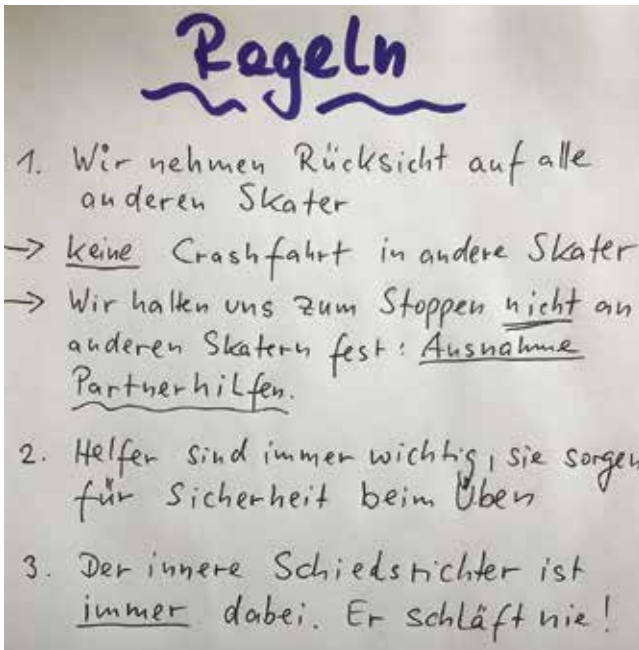 Regeln
1. Wir nehmen Rücksicht auf alle
anderen Skater
→ keine Crashfahrt in andere Skater
→ Wir halten uns zum Stoppen nicht an
anderen Skatern fest: Ausnahme
Partnerhilfen.
2. Helfer sind immer wichtig, sie sorgen
für Sicherheit beim Üben
3. Der innere Schiedsrichter ist
immer dabei. Er schläft nie!